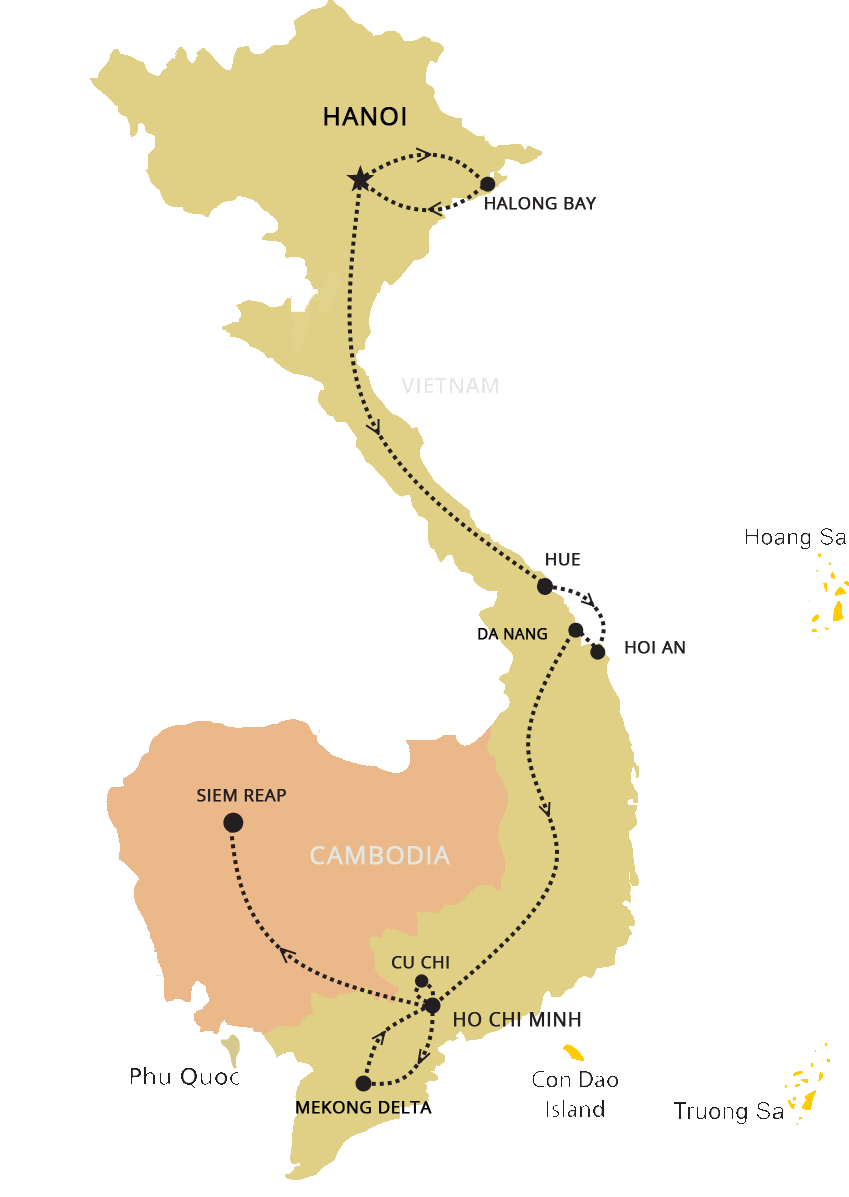 HANOI
HALONG BAY
VIETNAM
Hoang Sa
HUE
DA NANG
HOI AN
SIEM REAP
CAMBODIA
CU CHI
HO CHI MINH
Phu Quoc
Con Dao
Island
MEKONG DELTA
Truong Sa